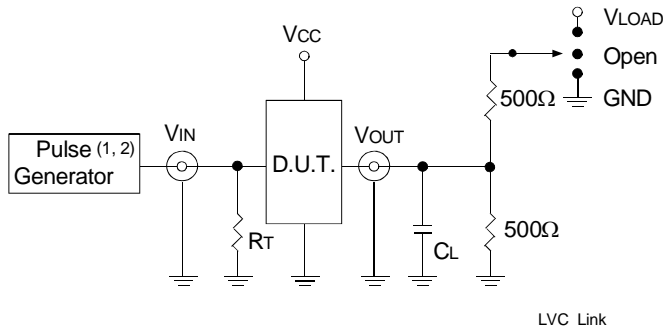 VLOAD
VCC
Open
500Ω
GND
VIN
VOUT
Pulse (1, 2)
Generator
D.U.T.
RT
CL
500Ω
LVC Link